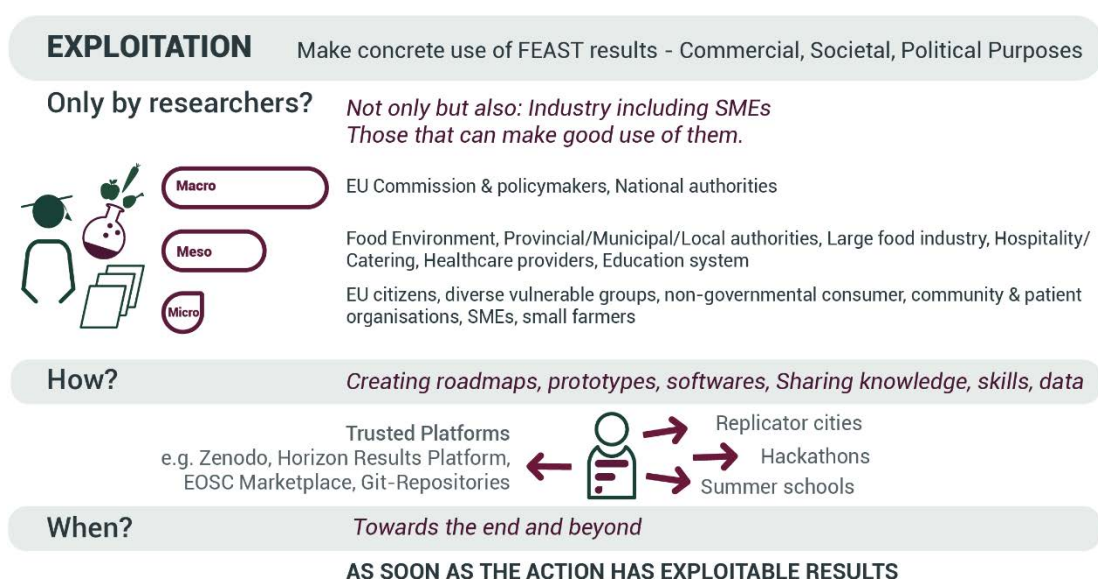 EXPLOITATION Make concrete use of FEAST results - Commercial, Societal, Political Purposes
Only by researchers?
Not only but also: Industry including SMEs
Those that can make good use of them.
Macro
EU Commission & policymakers, National authorities
Meso
Food Environment, Provincial/Municipal/Local authorities, Large food industry, Hospitality/
Catering, Healthcare providers, Education system
Micro
EU citizens, diverse vulnerable groups, non-governmental consumer, community & patient
organisations, SMEs, small farmers
How?
Creating roadmaps, prototypes, softwares, Sharing knowledge, skills, data
Trusted Platforms
e.g. Zenodo, Horizon Results Platform,
EOSC Marketplace, Git-Repositories
Replicator cities
Hackathons
Summer schools
When?
Towards the end and beyond
AS SOON AS THE ACTION HAS EXPLOITABLE RESULTS